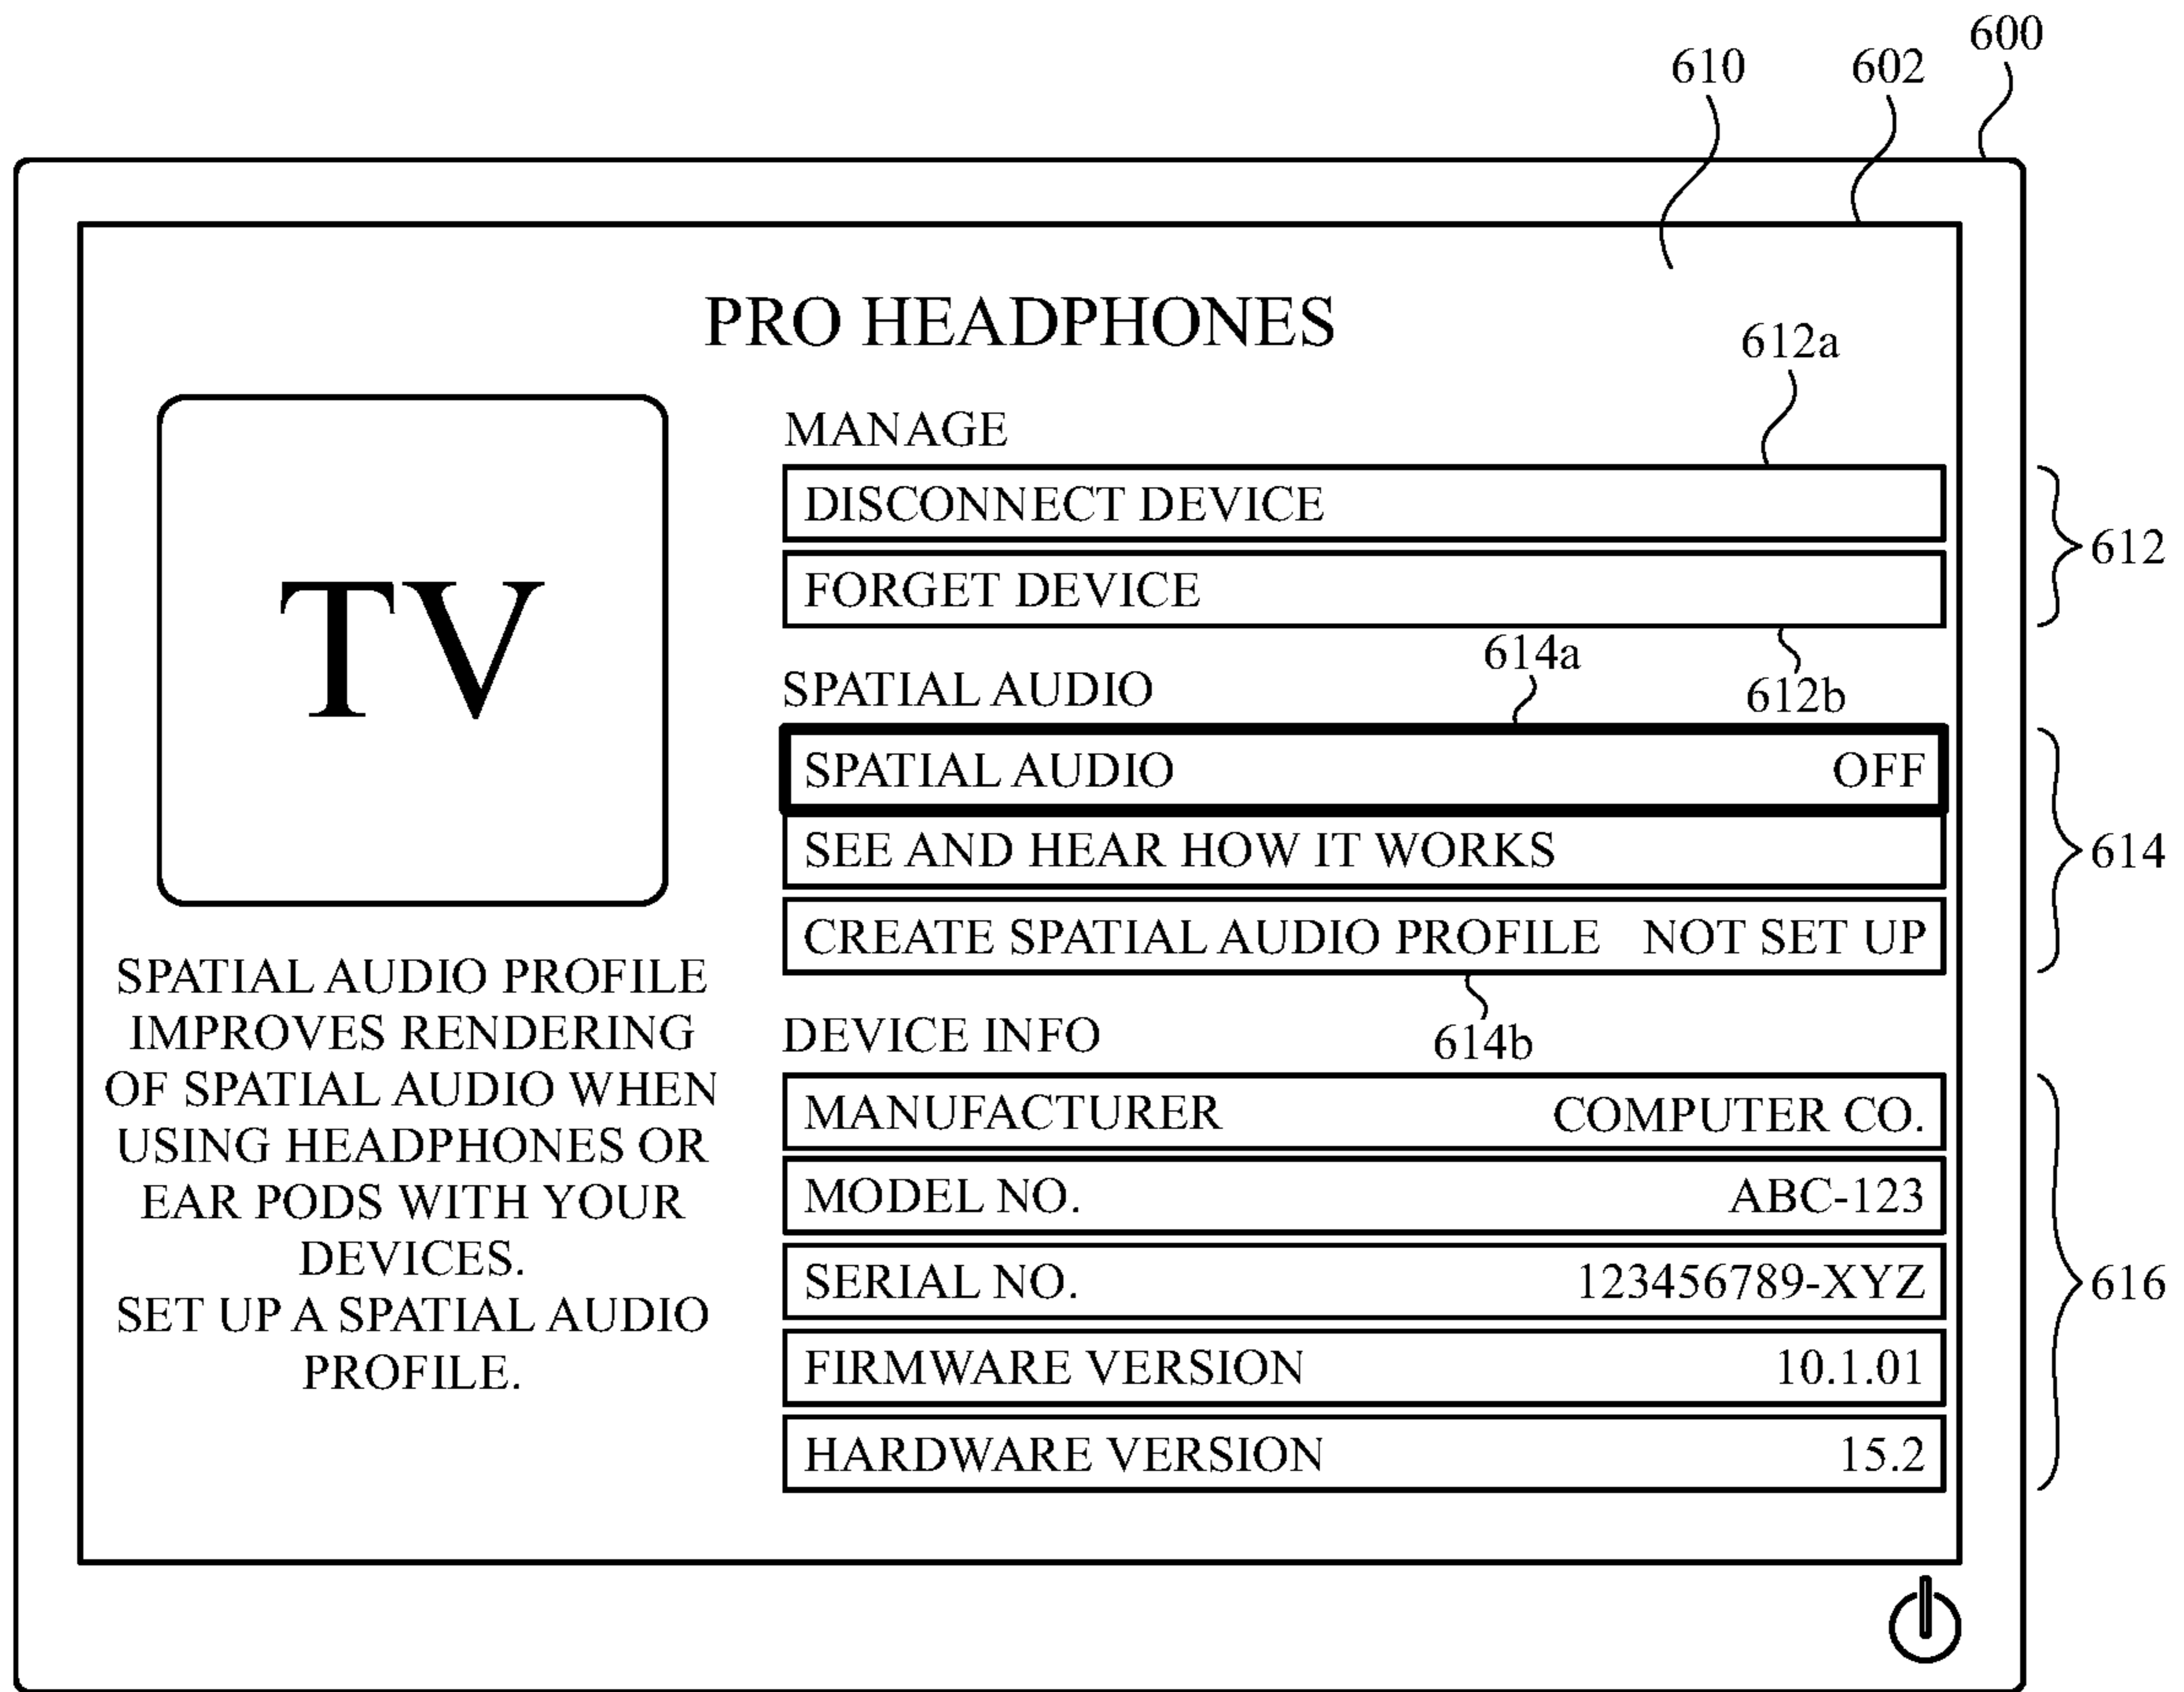 600
610
602
PRO HEADPHONES
612a
MANAGE
DISCONNECT DEVICE
612
FORGET DEVICE
614a
612b
SPATIAL AUDIO
SPATIAL AUDIO OFF
SEE AND HEAR HOW IT WORKS
614
CREATE SPATIAL AUDIO PROFILE NOT SET UP
614b
DEVICE INFO
MANUFACTURER COMPUTER CO.
MODEL NO. ABC-123
SERIAL NO. 123456789-XYZ
616
FIRMWARE VERSION 10.1.01
HARDWARE VERSION 15.2
TV
SPATIAL AUDIO PROFILE
IMPROVES RENDERING
OF SPATIAL AUDIO WHEN
USING HEADPHONES OR
EAR PODS WITH YOUR
DEVICES.
SET UP A SPATIAL AUDIO
PROFILE.